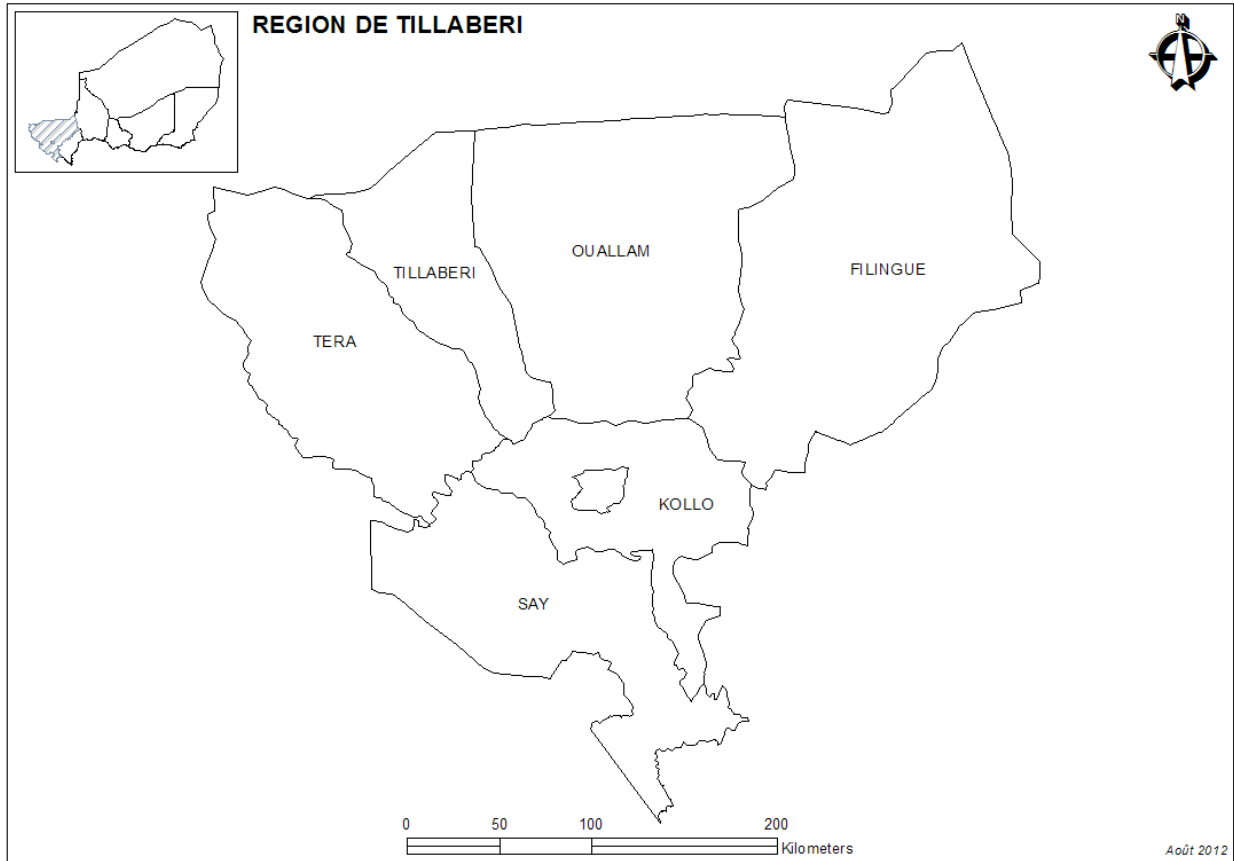 REGION DE TILLABERI
N
OUALLAM
FILINGUE
TILLABERI
TERA
KOLLO
SAY
0 50 100 200
Kilometers
Août 2012